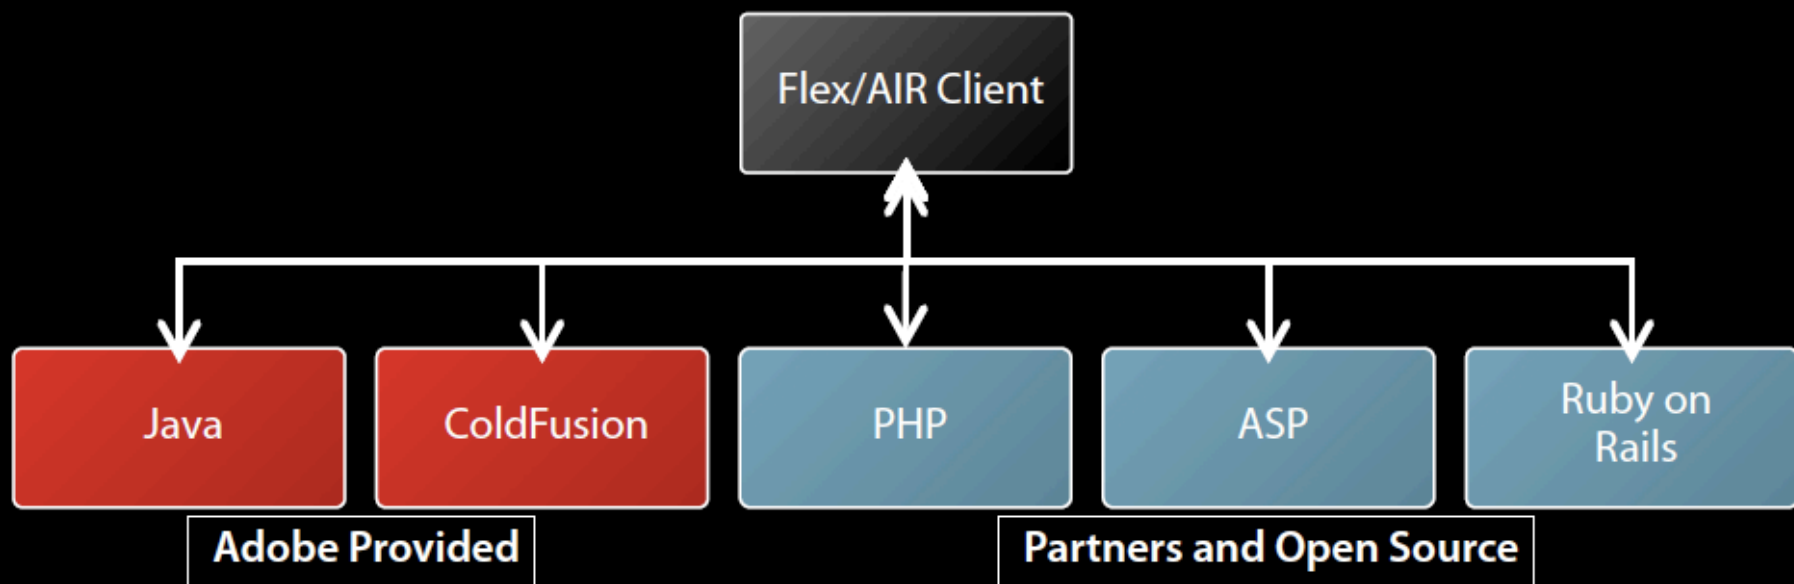 Flex/AIR Client
Java
ColdFusion
PHP
ASP
Ruby on
Rails
Adobe Provided
Partners and Open Source